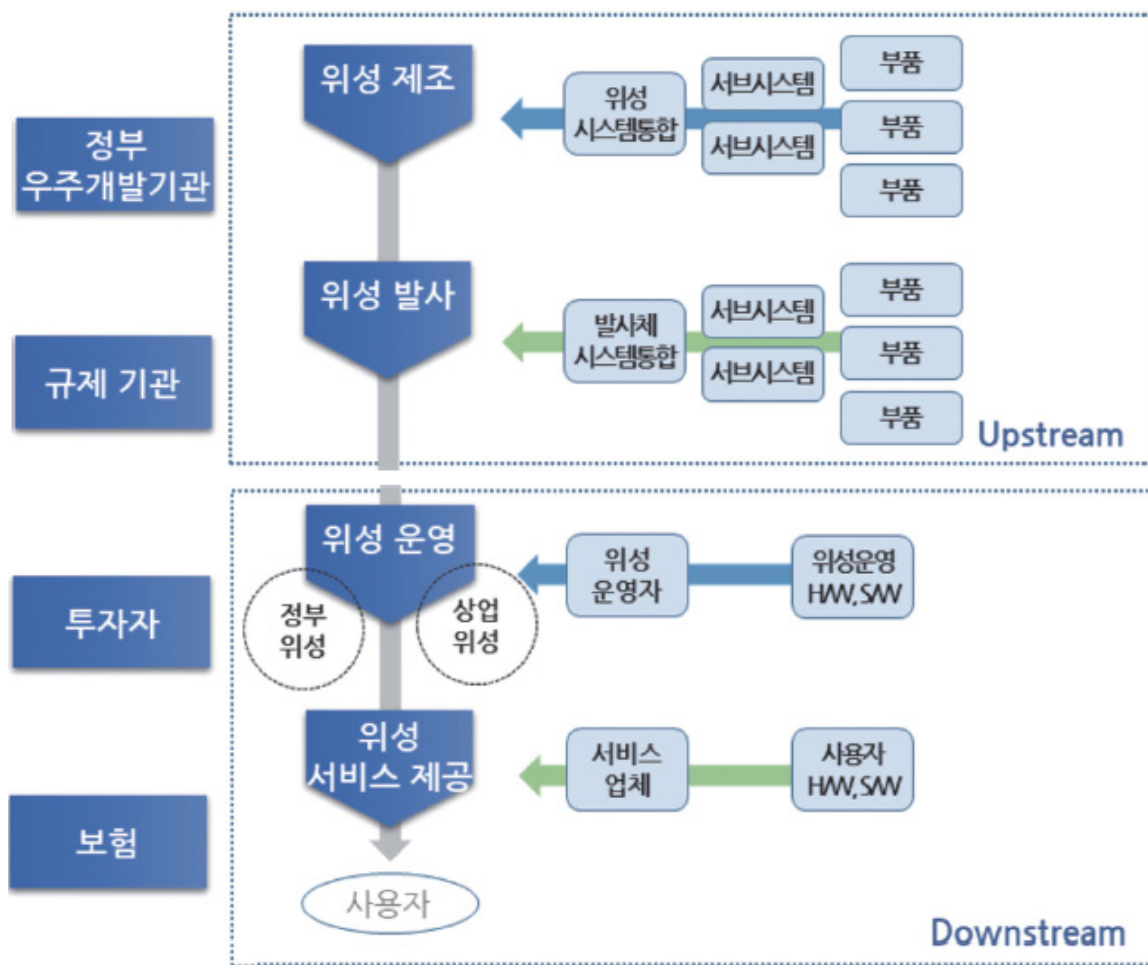 정부
우주개발기관
규제 기관
투자자
보험
위성 제조
위성
시스템통합
서브시스템
서브시스템
부품
부품
부품
위성 발사
발사체
시스템통합
서브시스템
서브시스템
부품
부품
부품
Upstream
위성 운영
정부
위성
상업
위성
위성
운영자
위성운영
H/W, S/W
위성
서비스 제공
서비스
업체
사용자
H/W, S/W
사용자
Downstream